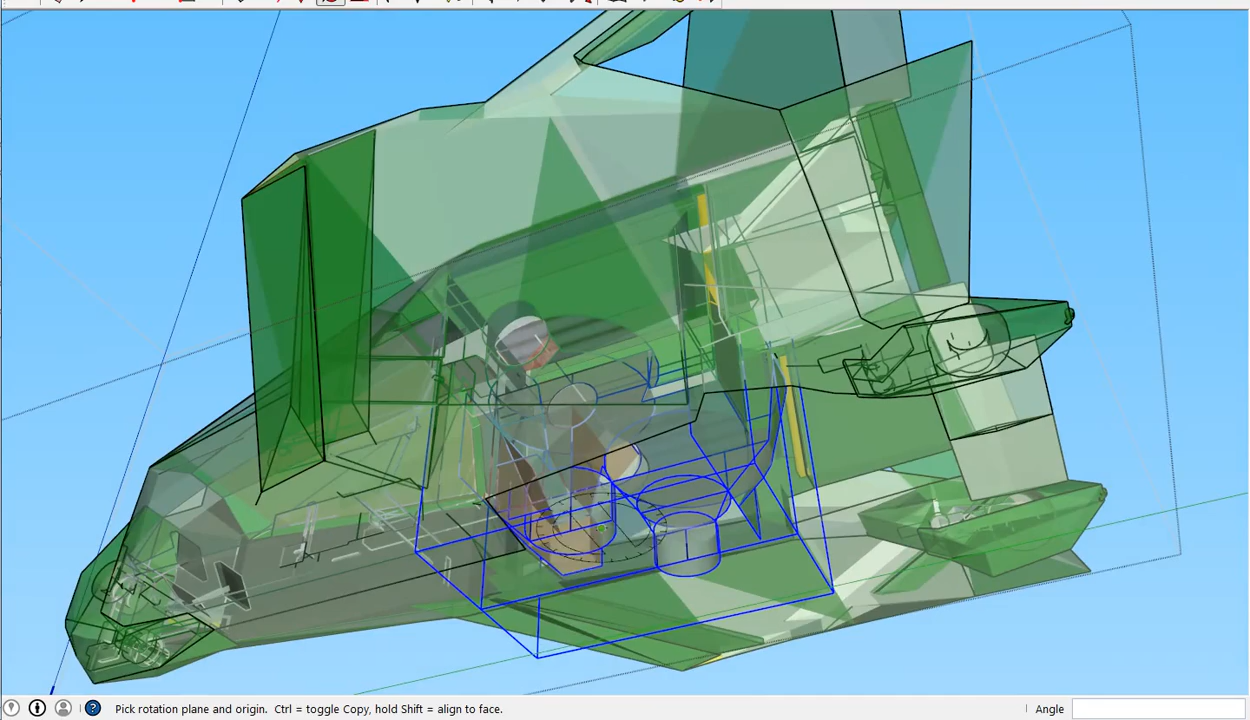 Pick rotation plane and origin.  Ctrl = toggle Copy, hold Shift = align to face.
Angle